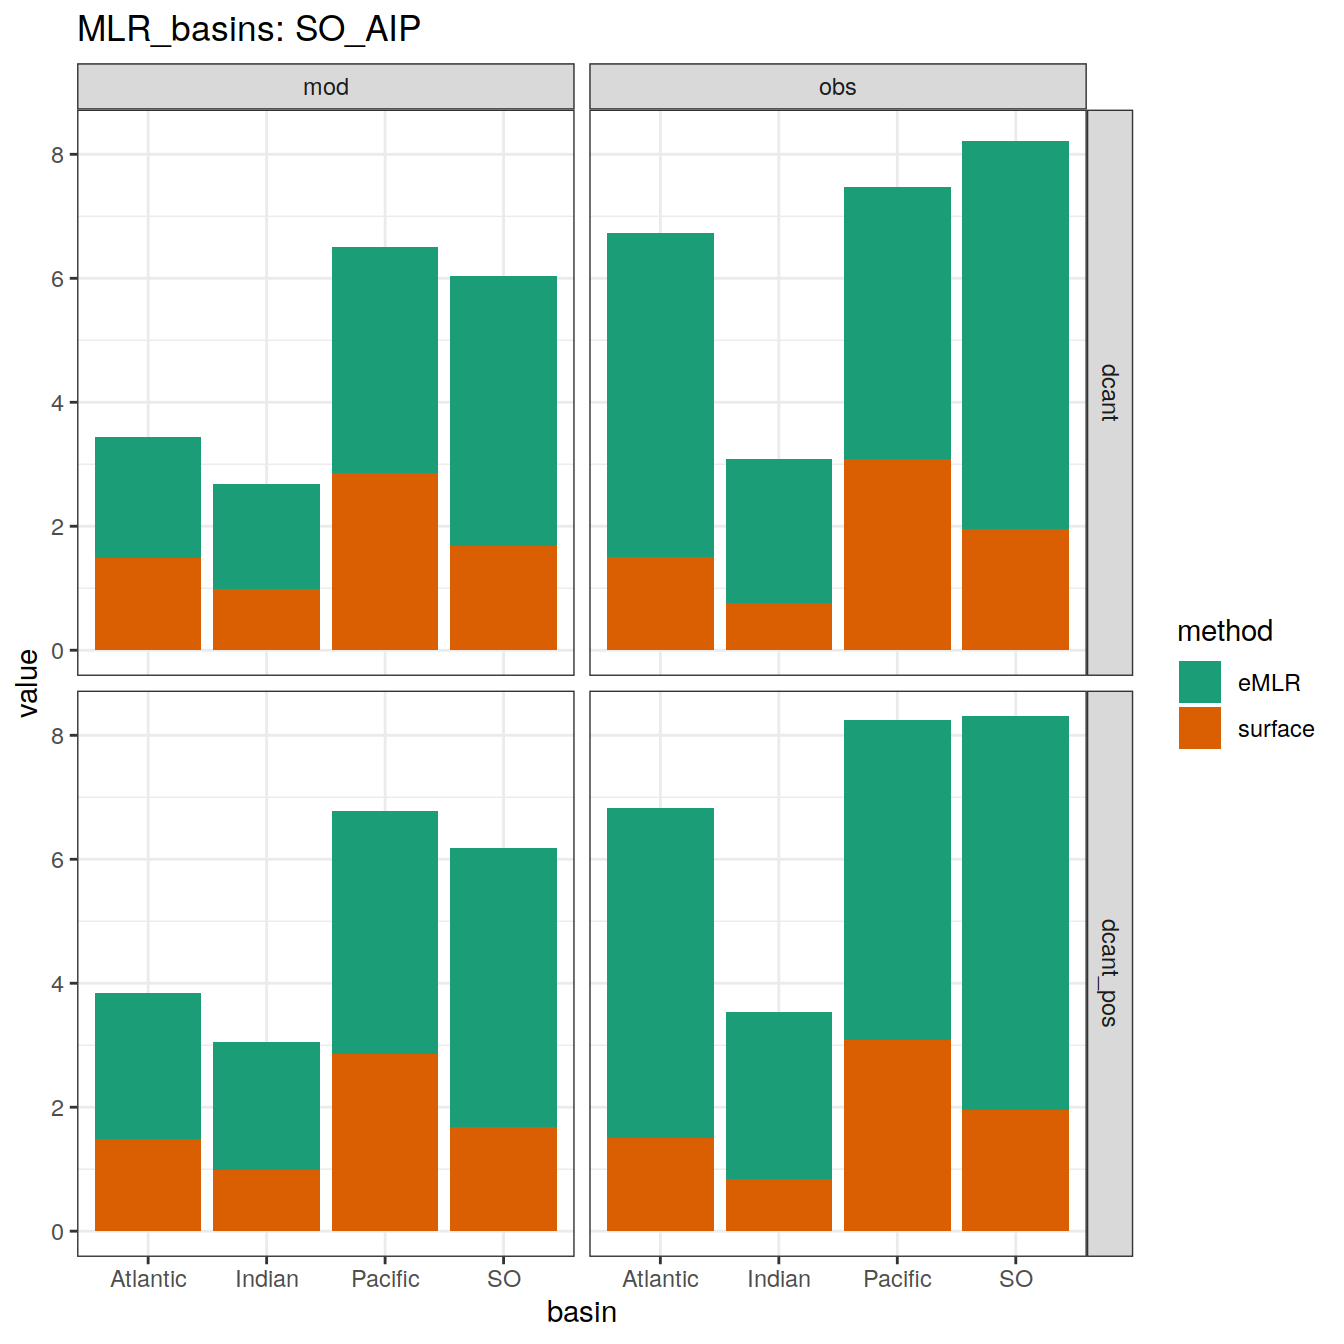 MLR_basins: SO_AIP
mod
obs
8
6
4
2
0
dcant
8
6
4
2
0
dcant_pos
value
Atlantic
Indian
Pacific
SO
Atlantic
Indian
Pacific
SO
basin
method
eMLR
surface